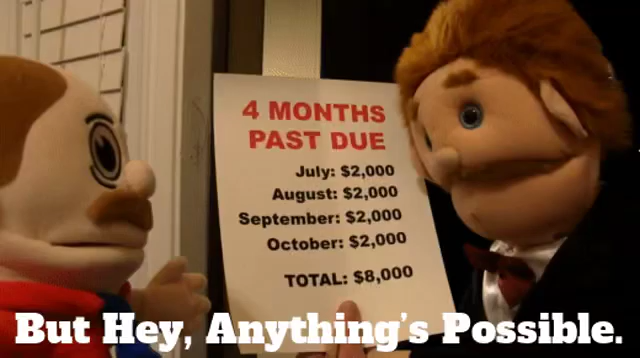 4 MONTHS
PAST DUE
July: $2,000
August: $2,000
September: $2,000
October: $2,000
TOTAL: $8,000
But Hey, Anything's Possible.